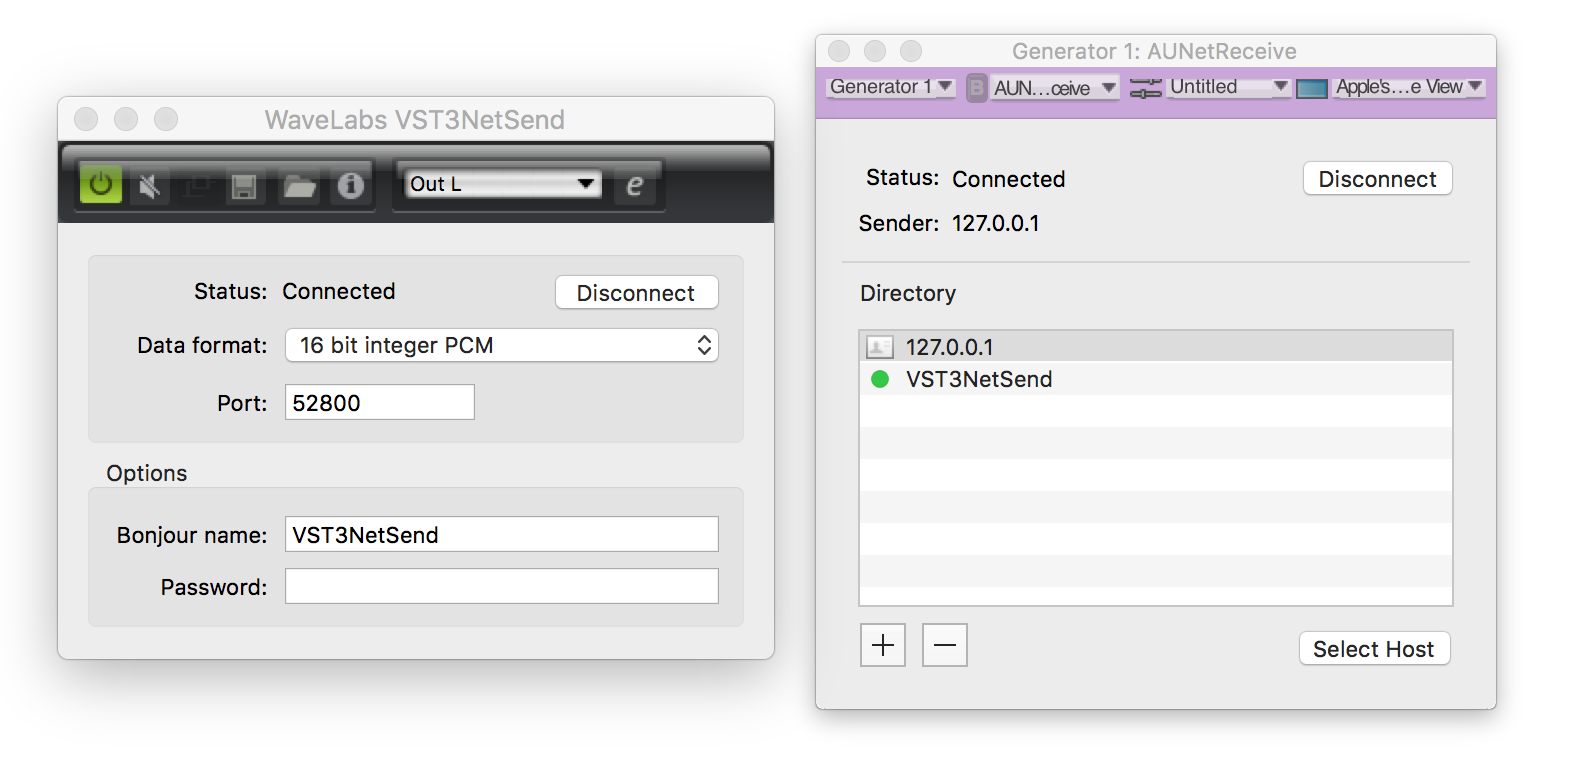 WaveLabs VST3NetSend
Out L
e
Status: Connected
Disconnect
Data format: 16 bit integer PCM
Port: 52800
Options
Bonjour name: VST3NetSend
Password:
Generator 1: AUNetReceive
Generator 1
B
AUN...ceive
Untitled
Apple's...e View
Status: Connected
Disconnect
Sender: 127.0.0.1
Directory
127.0.0.1
VST3NetSend
Select Host